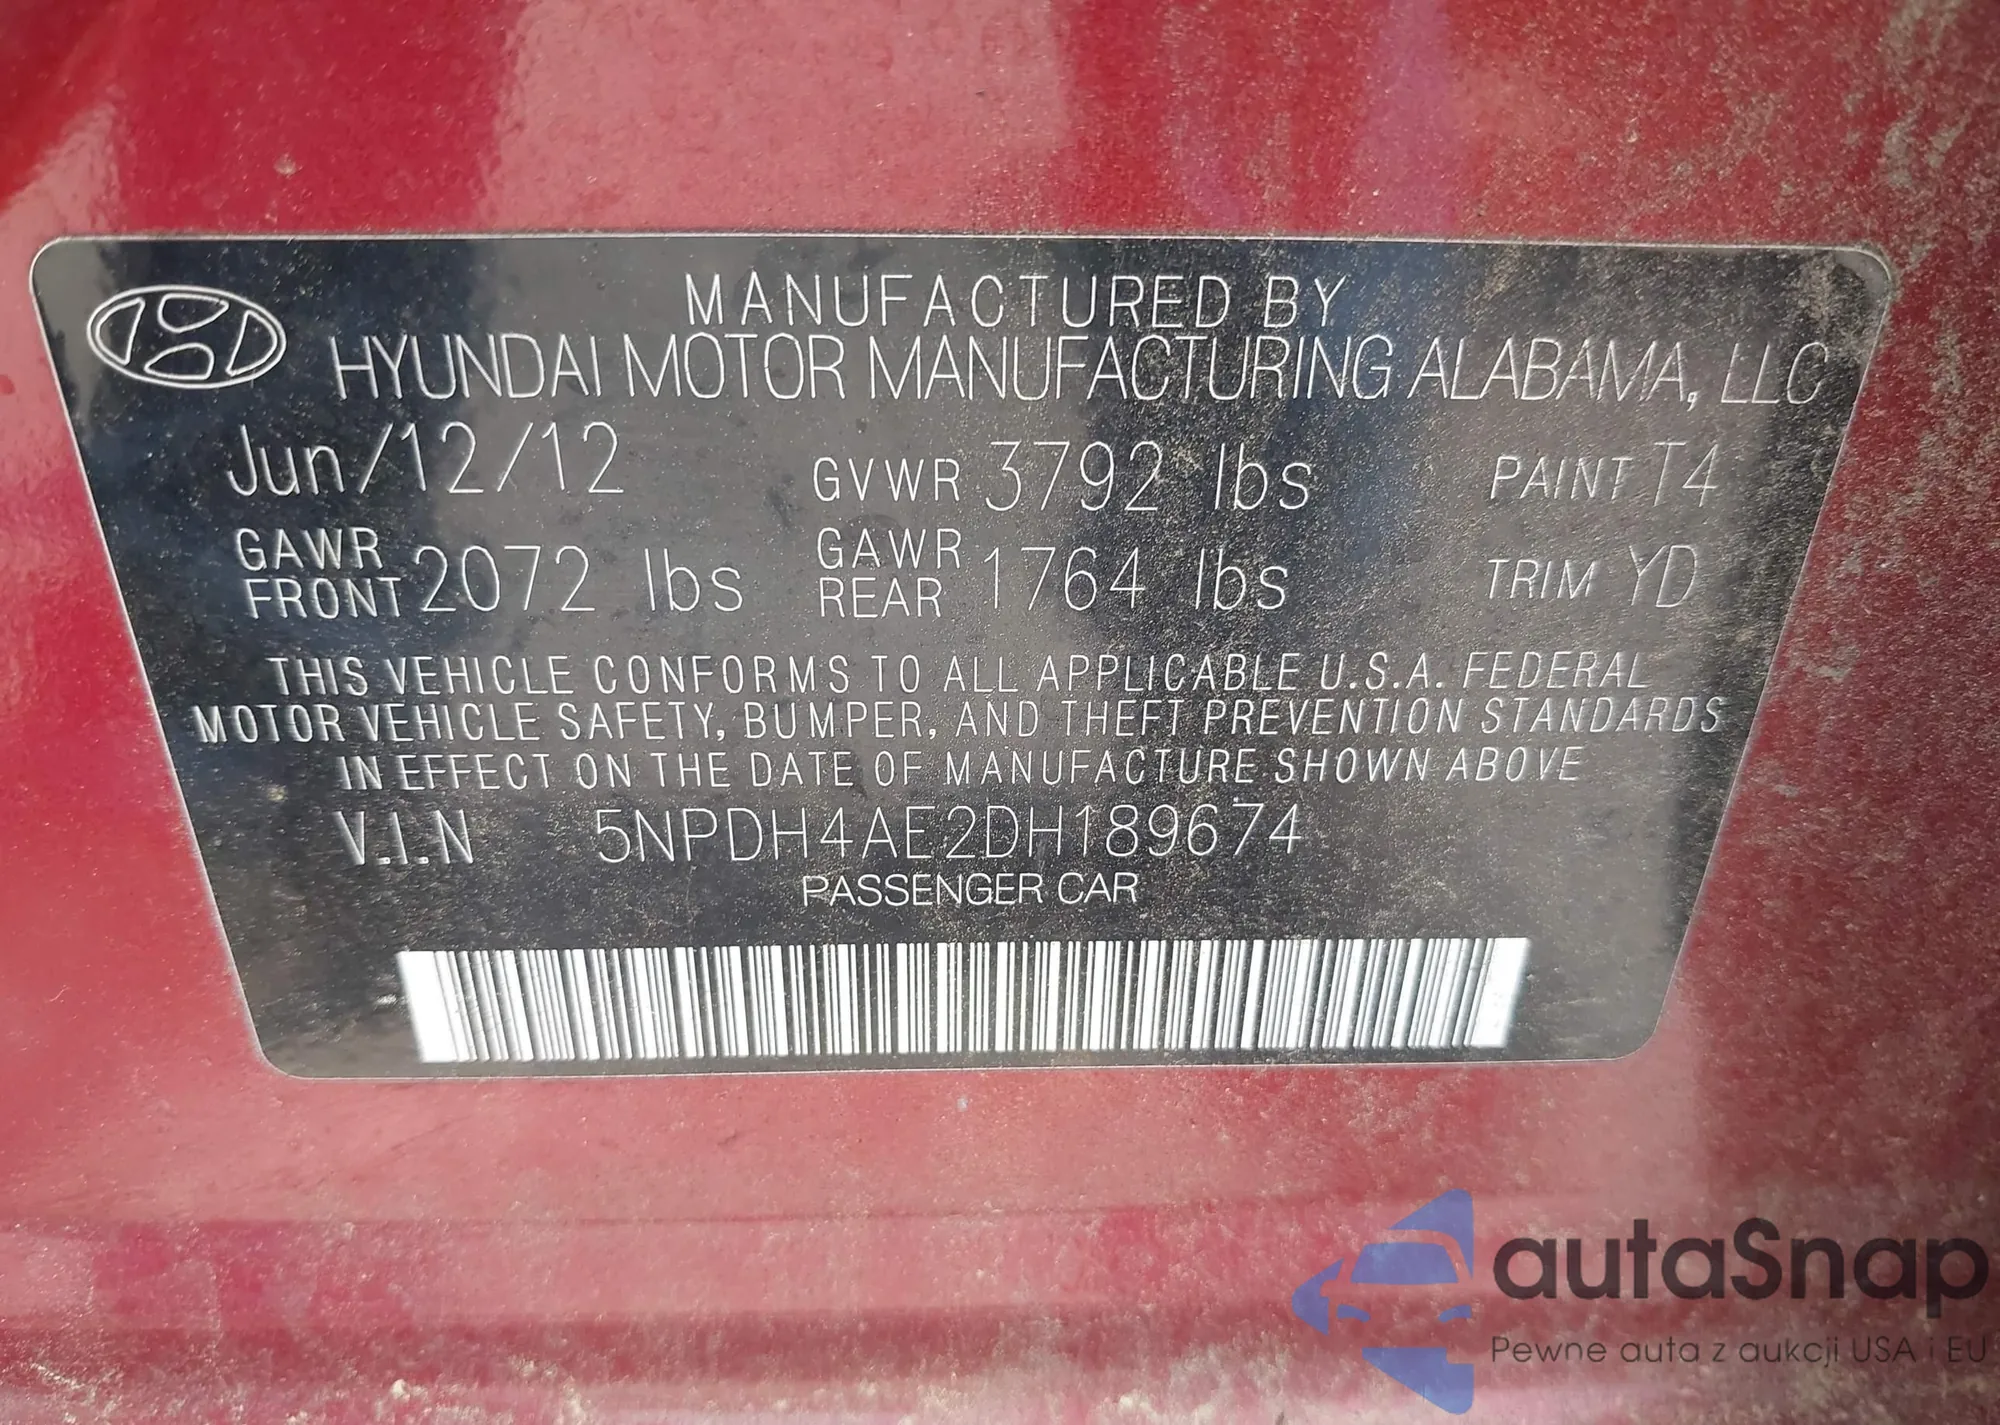 MANUFACTURED BY
HYUNDAI MOTOR MANUFACTURING ALABAMA, LLC
Jun/12/12 GVWR 3792 lbs PAINT T4
GAWR FRONT 2072 lbs GAWR REAR 1764 lbs TRIM YD
THIS VEHICLE CONFORMS TO ALL APPLICABLE U.S.A. FEDERAL
MOTOR VEHICLE SAFETY, BUMPER, AND THEFT PREVENTION STANDARDS
IN EFFECT ON THE DATE OF MANUFACTURE SHOWN ABOVE
V.I.N 5NPDH4AE2DH189674
PASSENGER CAR
autaSnap
Pewne auta z aukcji USA i EU